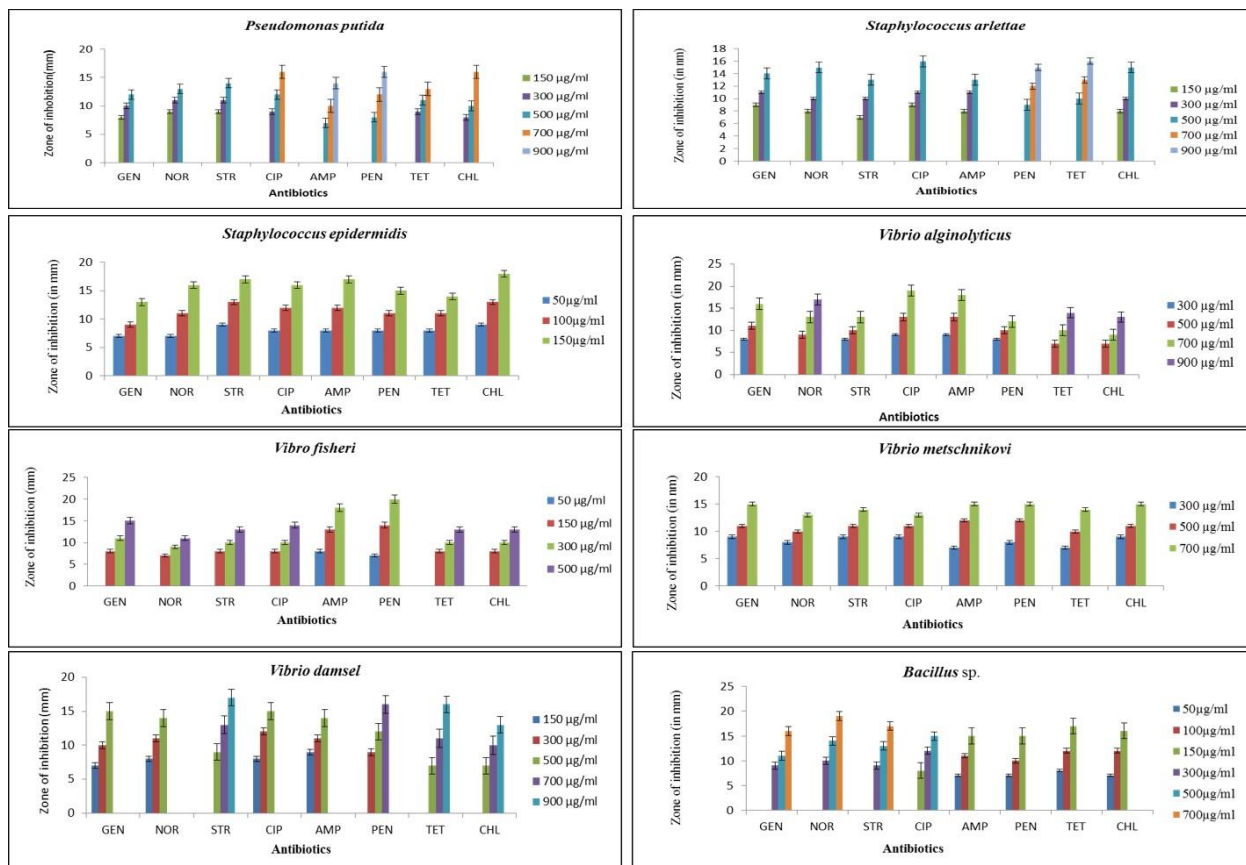 Pseudomonas putida
Zone of inhobition(mm)
20
15
10
5
0
GEN NOR STR CIP AMP PEN TET CHL
Antibiotics
150 µg/ml
300 µg/ml
500 µg/ml
700 µg/ml
900 µg/ml
Staphylococcus arlettae
Zone of inhibition (in mm)
18
16
14
12
10
8
6
4
2
0
GEN NOR STR CIP AMP PEN TET CHL
Antibiotics
150 µg/ml
300 µg/ml
500 µg/ml
700 µg/ml
900 µg/ml
Staphylococcus epidermidis
Zone of inhibition (in mm)
20
15
10
5
0
GEN NOR STR CIP AMP PEN TET CHL
Antibiotics
50µg/ml
100µg/ml
150µg/ml
Vibrio alginolyticus
Zone of inhibition (in mm)
25
20
15
10
5
0
GEN NOR STR CIP AMP PEN TET CHL
Antibiotics
300 µg/ml
500 µg/ml
700 µg/ml
900 µg/ml
Vibro fisheri
Zone of inhibition (mm)
25
20
15
10
5
0
GEN NOR STR CIP AMP PEN TET CHL
Antibiotics
50 µg/ml
150 µg/ml
300 µg/ml
500 µg/ml
Vibrio metschnikovi
Zone of inhibition (in nm)
20
15
10
5
0
GEN NOR STR CIP AMP PEN TET CHL
Antibiotics
300 µg/ml
500 µg/ml
700 µg/ml
Vibrio damsel
Zone of inhibition (mm)
20
15
10
5
0
GEN NOR STR CIP AMP PEN TET CHL
Antibiotics
150 µg/ml
300 µg/ml
500 µg/ml
700 µg/ml
900 µg/ml
Bacillus sp.
Zone of inhibition (in mm)
25
20
15
10
5
0
GEN NOR STR CIP AMP PEN TET CHL
Antibiotics
50µg/ml
100µg/ml
150µg/ml
300µg/ml
500µg/ml
700µg/ml